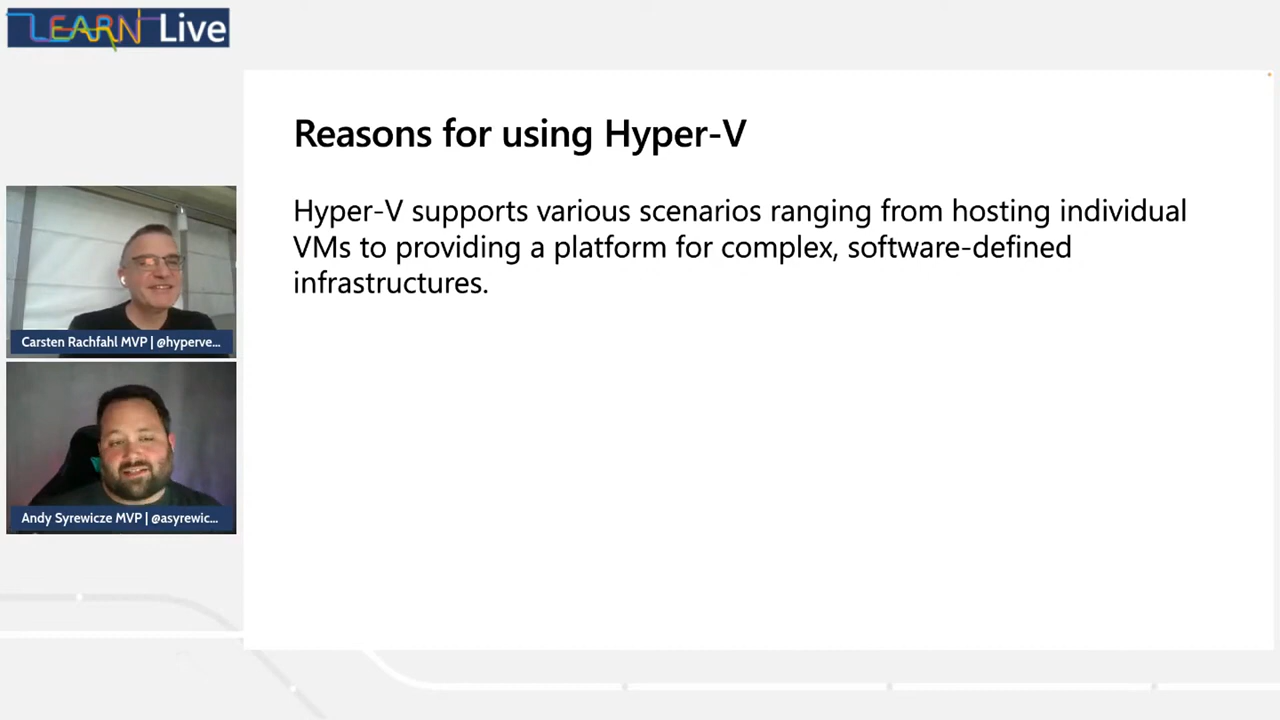 LEARN Live
Reasons for using Hyper-V
Hyper-V supports various scenarios ranging from hosting individual
VMs to providing a platform for complex, software-defined
infrastructures.
Carsten Rachfahl MVP | @hyperve...
Andy Syrewicze MVP | @asyrewic...